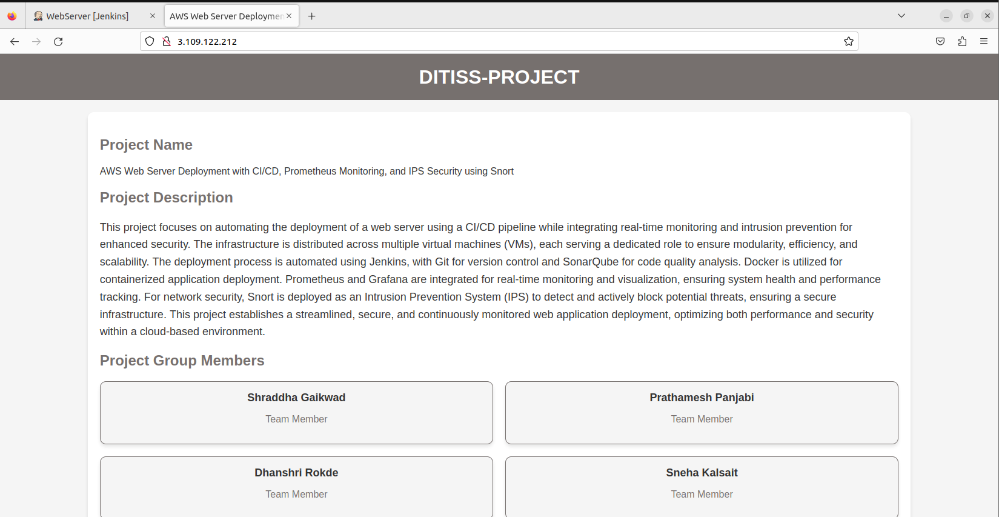 WebServer [Jenkins]
AWS Web Server Deploymen
3.109.122.212
DITISS-PROJECT
Project Name
AWS Web Server Deployment with CI/CD, Prometheus Monitoring, and IPS Security using Snort
Project Description
This project focuses on automating the deployment of a web server using a CI/CD pipeline while integrating real-time monitoring and intrusion prevention for
enhanced security. The infrastructure is distributed across multiple virtual machines (VMs), each serving a dedicated role to ensure modularity, efficiency, and
scalability. The deployment process is automated using Jenkins, with Git for version control and SonarQube for code quality analysis. Docker is utilized for
containerized application deployment. Prometheus and Grafana are integrated for real-time monitoring and visualization, ensuring system health and performance
tracking. For network security, Snort is deployed as an Intrusion Prevention System (IPS) to detect and actively block potential threats, ensuring a secure
infrastructure. This project establishes a streamlined, secure, and continuously monitored web application deployment, optimizing both performance and security
within a cloud-based environment.
Project Group Members
Shraddha Gaikwad
Team Member
Prathamesh Panjabi
Team Member
Dhanshri Rokde
Team Member
Sneha Kalsait
Team Member